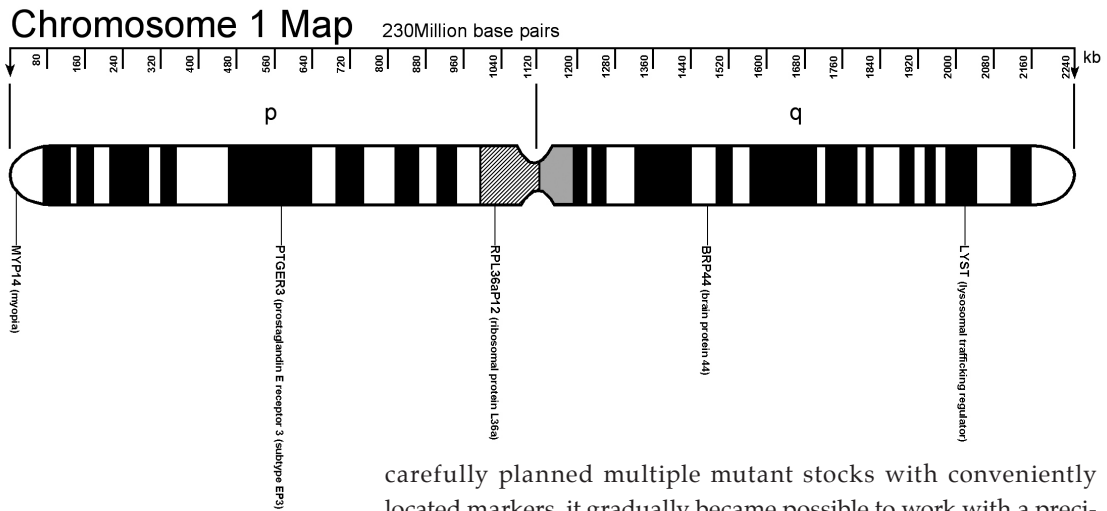 Chromosome 1 Map 230Million base pairs
80 160 240 320 400 480 560 640 720 800 880 960 1040 1120 1200 1280 1360 1440 1520 1600 1680 1760 1840 1920 2000 2080 2160 2240 kb
p q
MYP14 (myopia)
PTGER3 (prostaglandin E receptor 3 (subtype EP3)
RPL36aP12 (ribosomal protein L36a)
BRP44 (brain protein 44)
LYST (lysosomal trafficking regulator)
carefully planned multiple mutant stocks with conveniently
located markers, it gradually became possible to work with a preci-